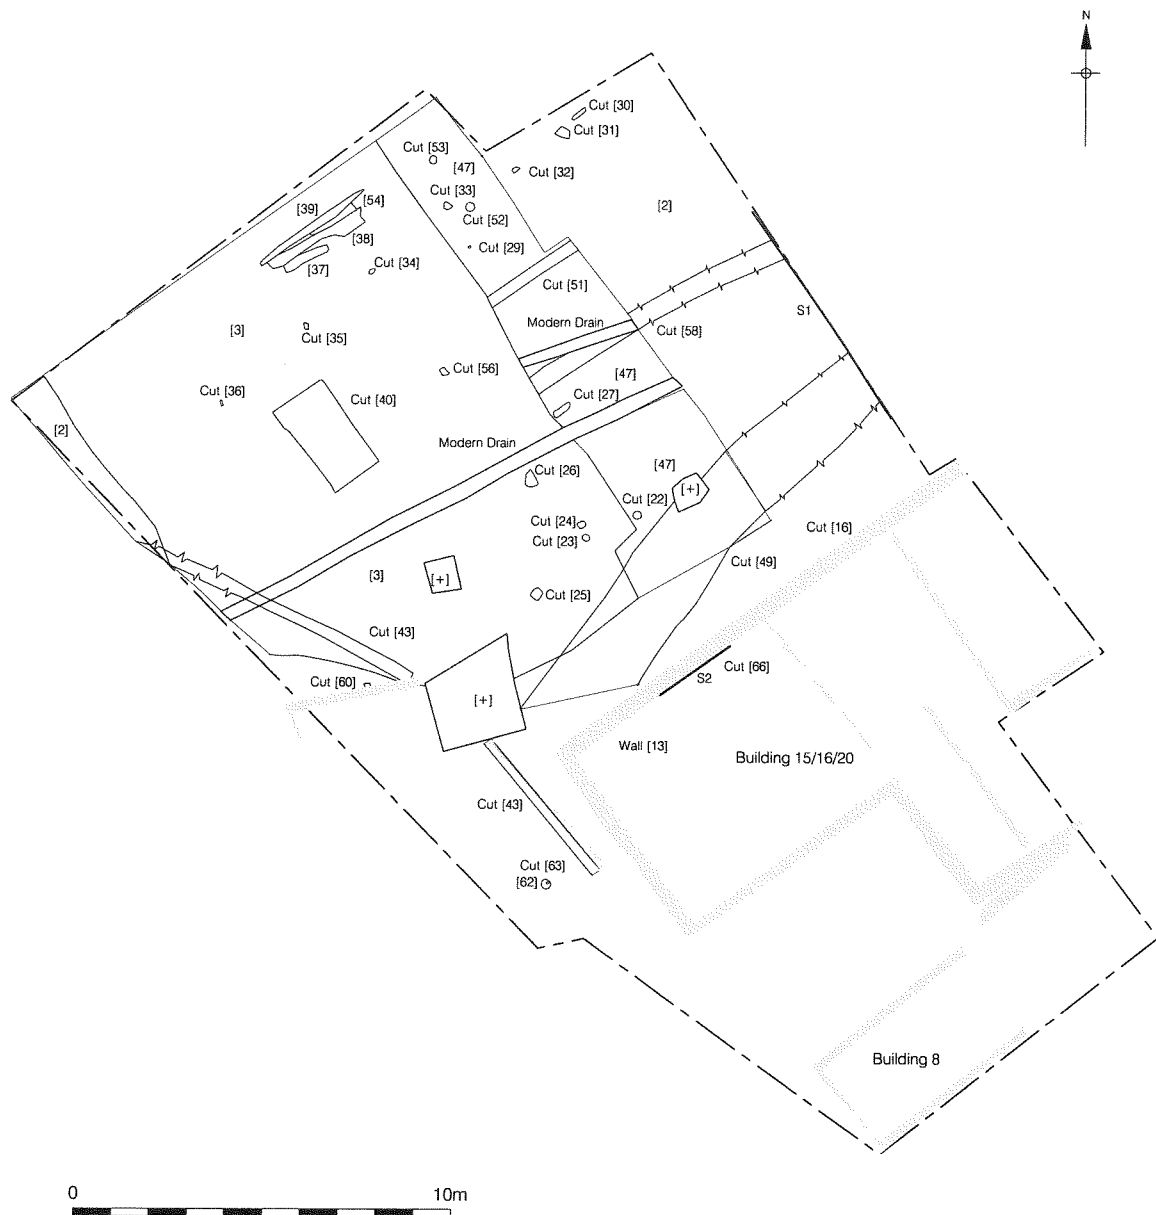 N
Cut [30]
Cut [31]
Cut [53]
[47]
Cut [32]
Cut [33]
[39]
[54]
[2]
Cut [52]
[38]
Cut [29]
[37]
Cut [34]
Cut [51]
S1
Modern Drain
[3]
Cut [58]
Cut [35]
Cut [56]
[47]
Cut [36]
Cut [40]
Cut [27]
[2]
Modern Drain
[47]
Cut [26]
[+]
Cut [22]
Cut [24]
Cut [16]
Cut [23]
Cut [49]
[3]
[+]
Cut [25]
Cut [43]
Cut [66]
S2
Cut [60]
[+]
Wall [13]
Building 15/16/20
Cut [43]
Cut [63]
[62]
Building 8
0
10m